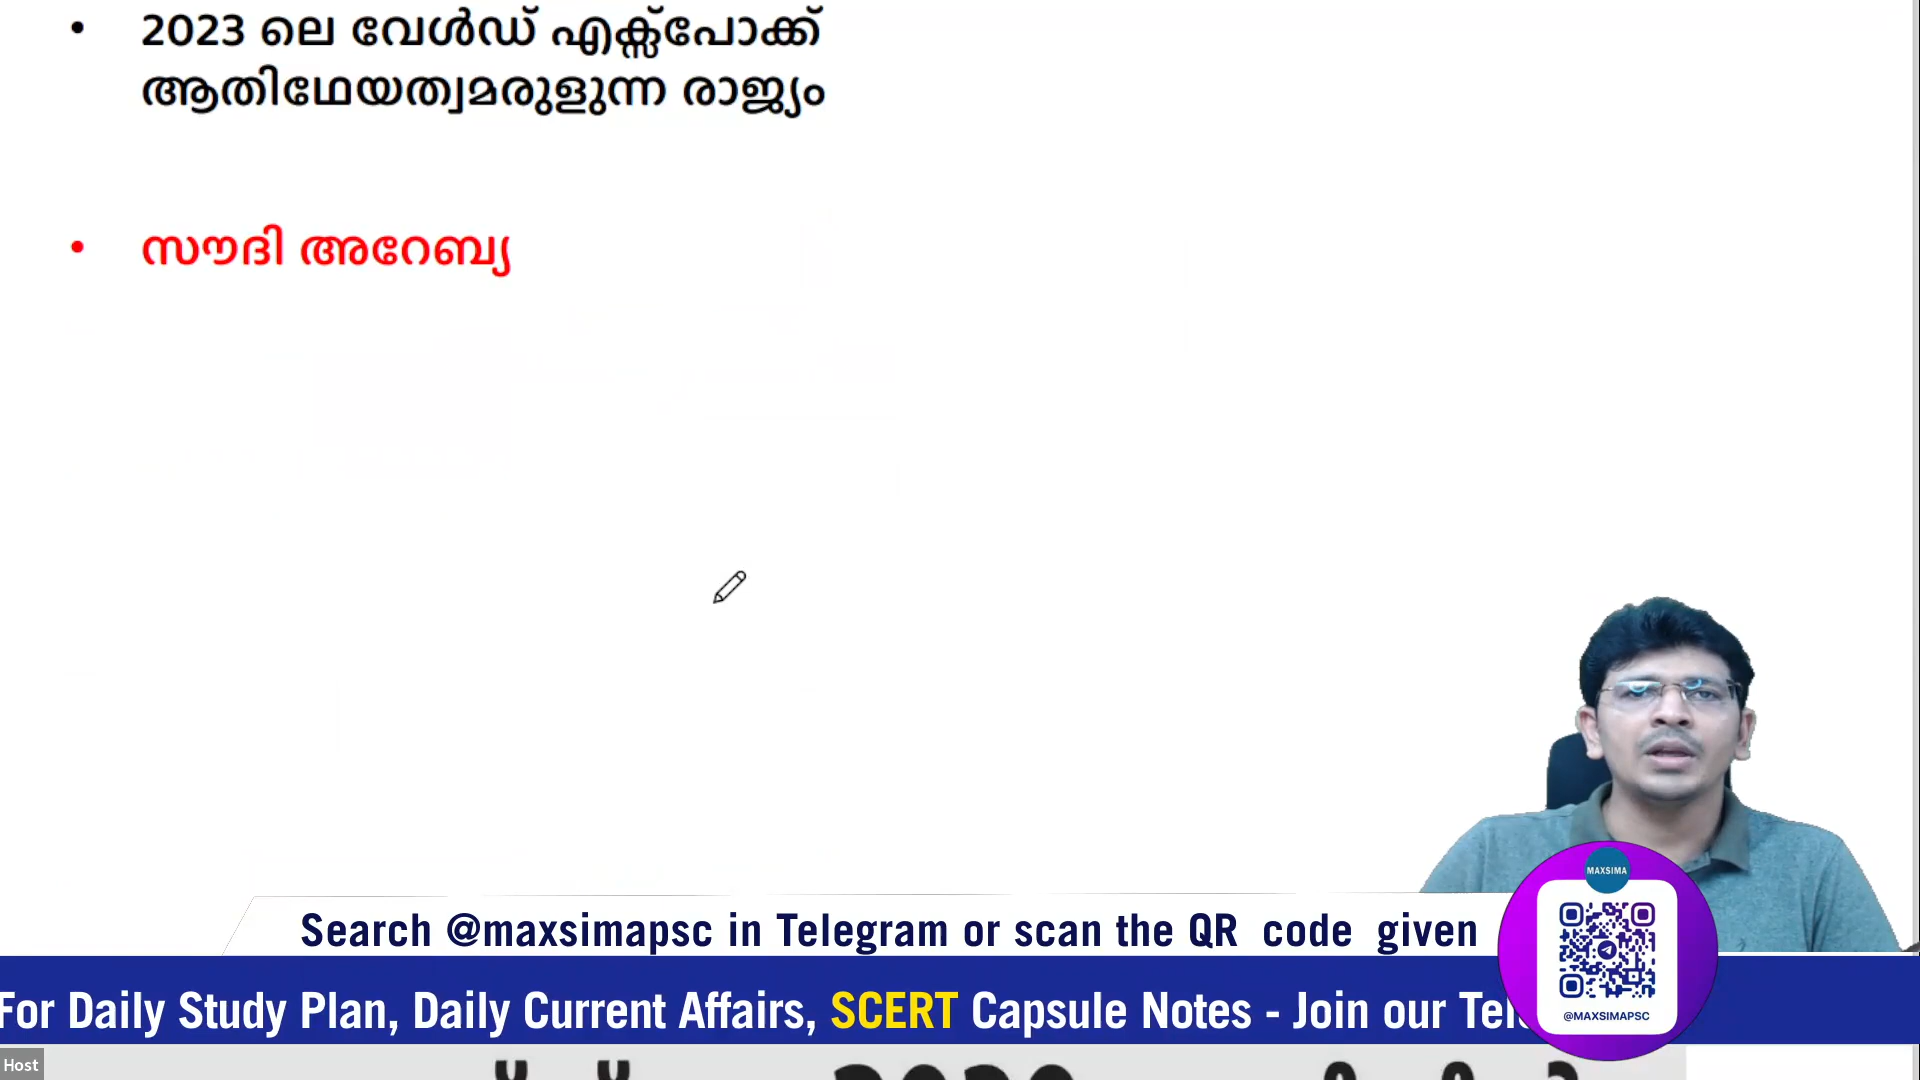 • 2023 ലെ വേൾഡ് എക്സ്പോക്ക്
ആതിഥേയത്വമരുളുന്ന രാജ്യം
• സൗദി അറേബ്യ
MAXSIMA
Search @maxsimapsc in Telegram or scan the QR code given
@MAXSIMAPSC
For Daily Study Plan, Daily Current Affairs, SCERT Capsule Notes - Join our Tele
Host